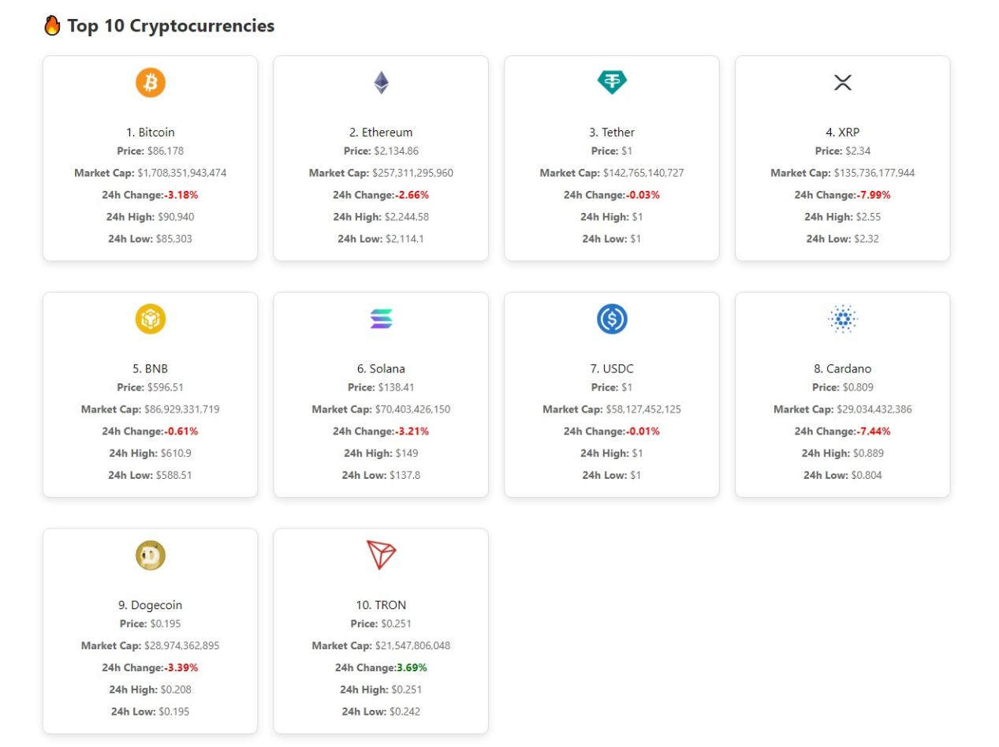 🔥 Top 10 Cryptocurrencies
1. Bitcoin
Price: $86,178
Market Cap: $1,708,351,943,474
24h Change:-3.18%
24h High: $90,940
24h Low: $85,303
2. Ethereum
Price: $2,134.86
Market Cap: $257,311,295,960
24h Change:-2.66%
24h High: $2,244.58
24h Low: $2,114.1
3. Tether
Price: $1
Market Cap: $142,765,140,727
24h Change:-0.03%
24h High: $1
24h Low: $1
4. XRP
Price: $2.34
Market Cap: $135,736,177,944
24h Change:-7.99%
24h High: $2.55
24h Low: $2.32
5. BNB
Price: $596.51
Market Cap: $86,929,331,719
24h Change:-0.61%
24h High: $610.9
24h Low: $588.51
6. Solana
Price: $138.41
Market Cap: $70,403,426,150
24h Change:-3.21%
24h High: $149
24h Low: $137.8
7. USDC
Price: $1
Market Cap: $58,127,452,125
24h Change:-0.01%
24h High: $1
24h Low: $1
8. Cardano
Price: $0.809
Market Cap: $29,034,432,386
24h Change:-7.44%
24h High: $0.889
24h Low: $0.804
9. Dogecoin
Price: $0.195
Market Cap: $28,974,362,895
24h Change:-3.39%
24h High: $0.208
24h Low: $0.195
10. TRON
Price: $0.251
Market Cap: $21,547,806,048
24h Change:3.69%
24h High: $0.251
24h Low: $0.242